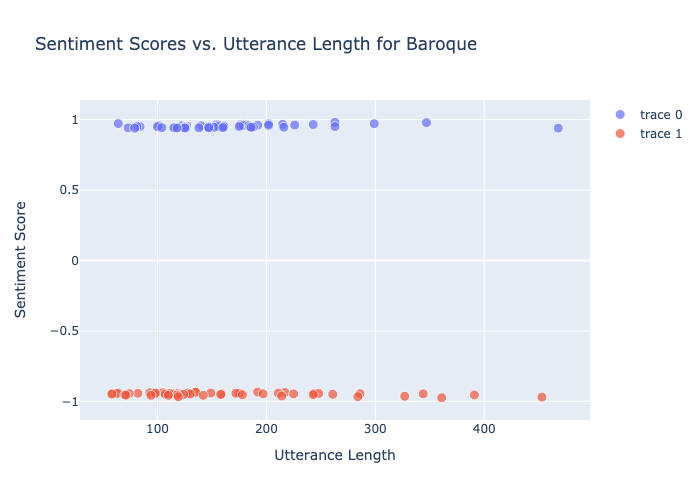 Sentiment Scores vs. Utterance Length for Baroque
trace 0
trace 1
1
0.5
0
−0.5
−1
Sentiment Score
100 200 300 400
Utterance Length